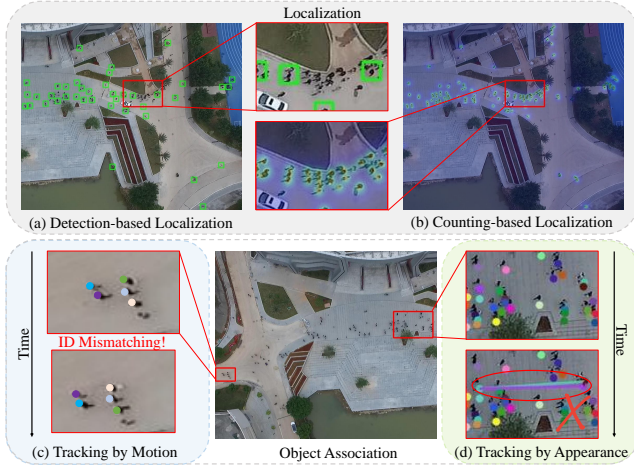 Localization
(a) Detection-based Localization
(b) Counting-based Localization
Time
ID Mismatching!
Time
(c) Tracking by Motion
Object Association
(d) Tracking by Appearance